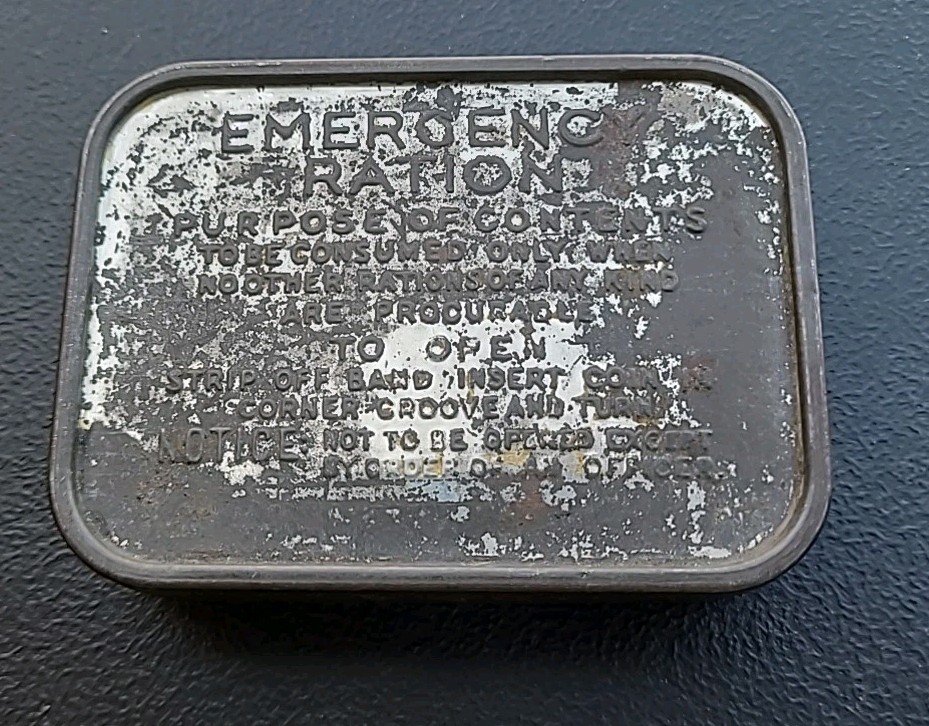 EMERGENCY
RATION
PURPOSE OF CONTENTS
TO BE CONSUMED ONLY WHEN
NO OTHER RATIONS OF ANY KIND
ARE PROCURABLE
TO OPEN
STRIP OFF BAND, INSERT COIN IN
CORNER GROOVE AND TURN.
NOTICE: NOT TO BE OPENED EXCEPT
BY ORDER OF AN OFFICER.